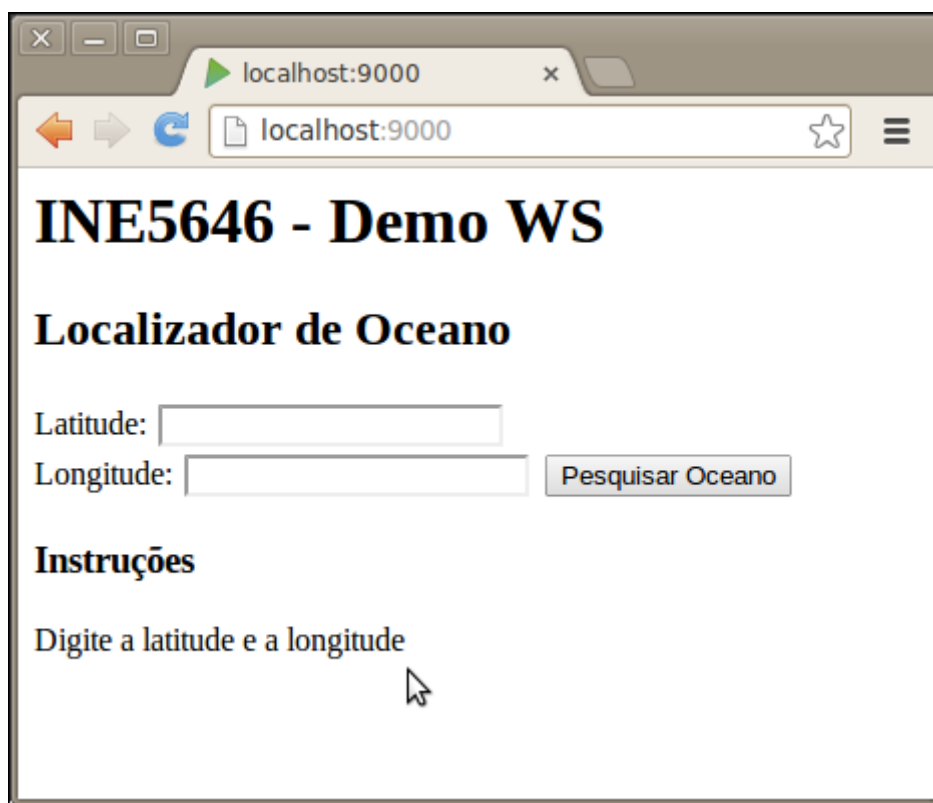 localhost:9000
localhost:9000
INE5646 - Demo WS
Localizador de Oceano
Latitude:
Longitude: Pesquisar Oceano
Instruções
Digite a latitude e a longitude